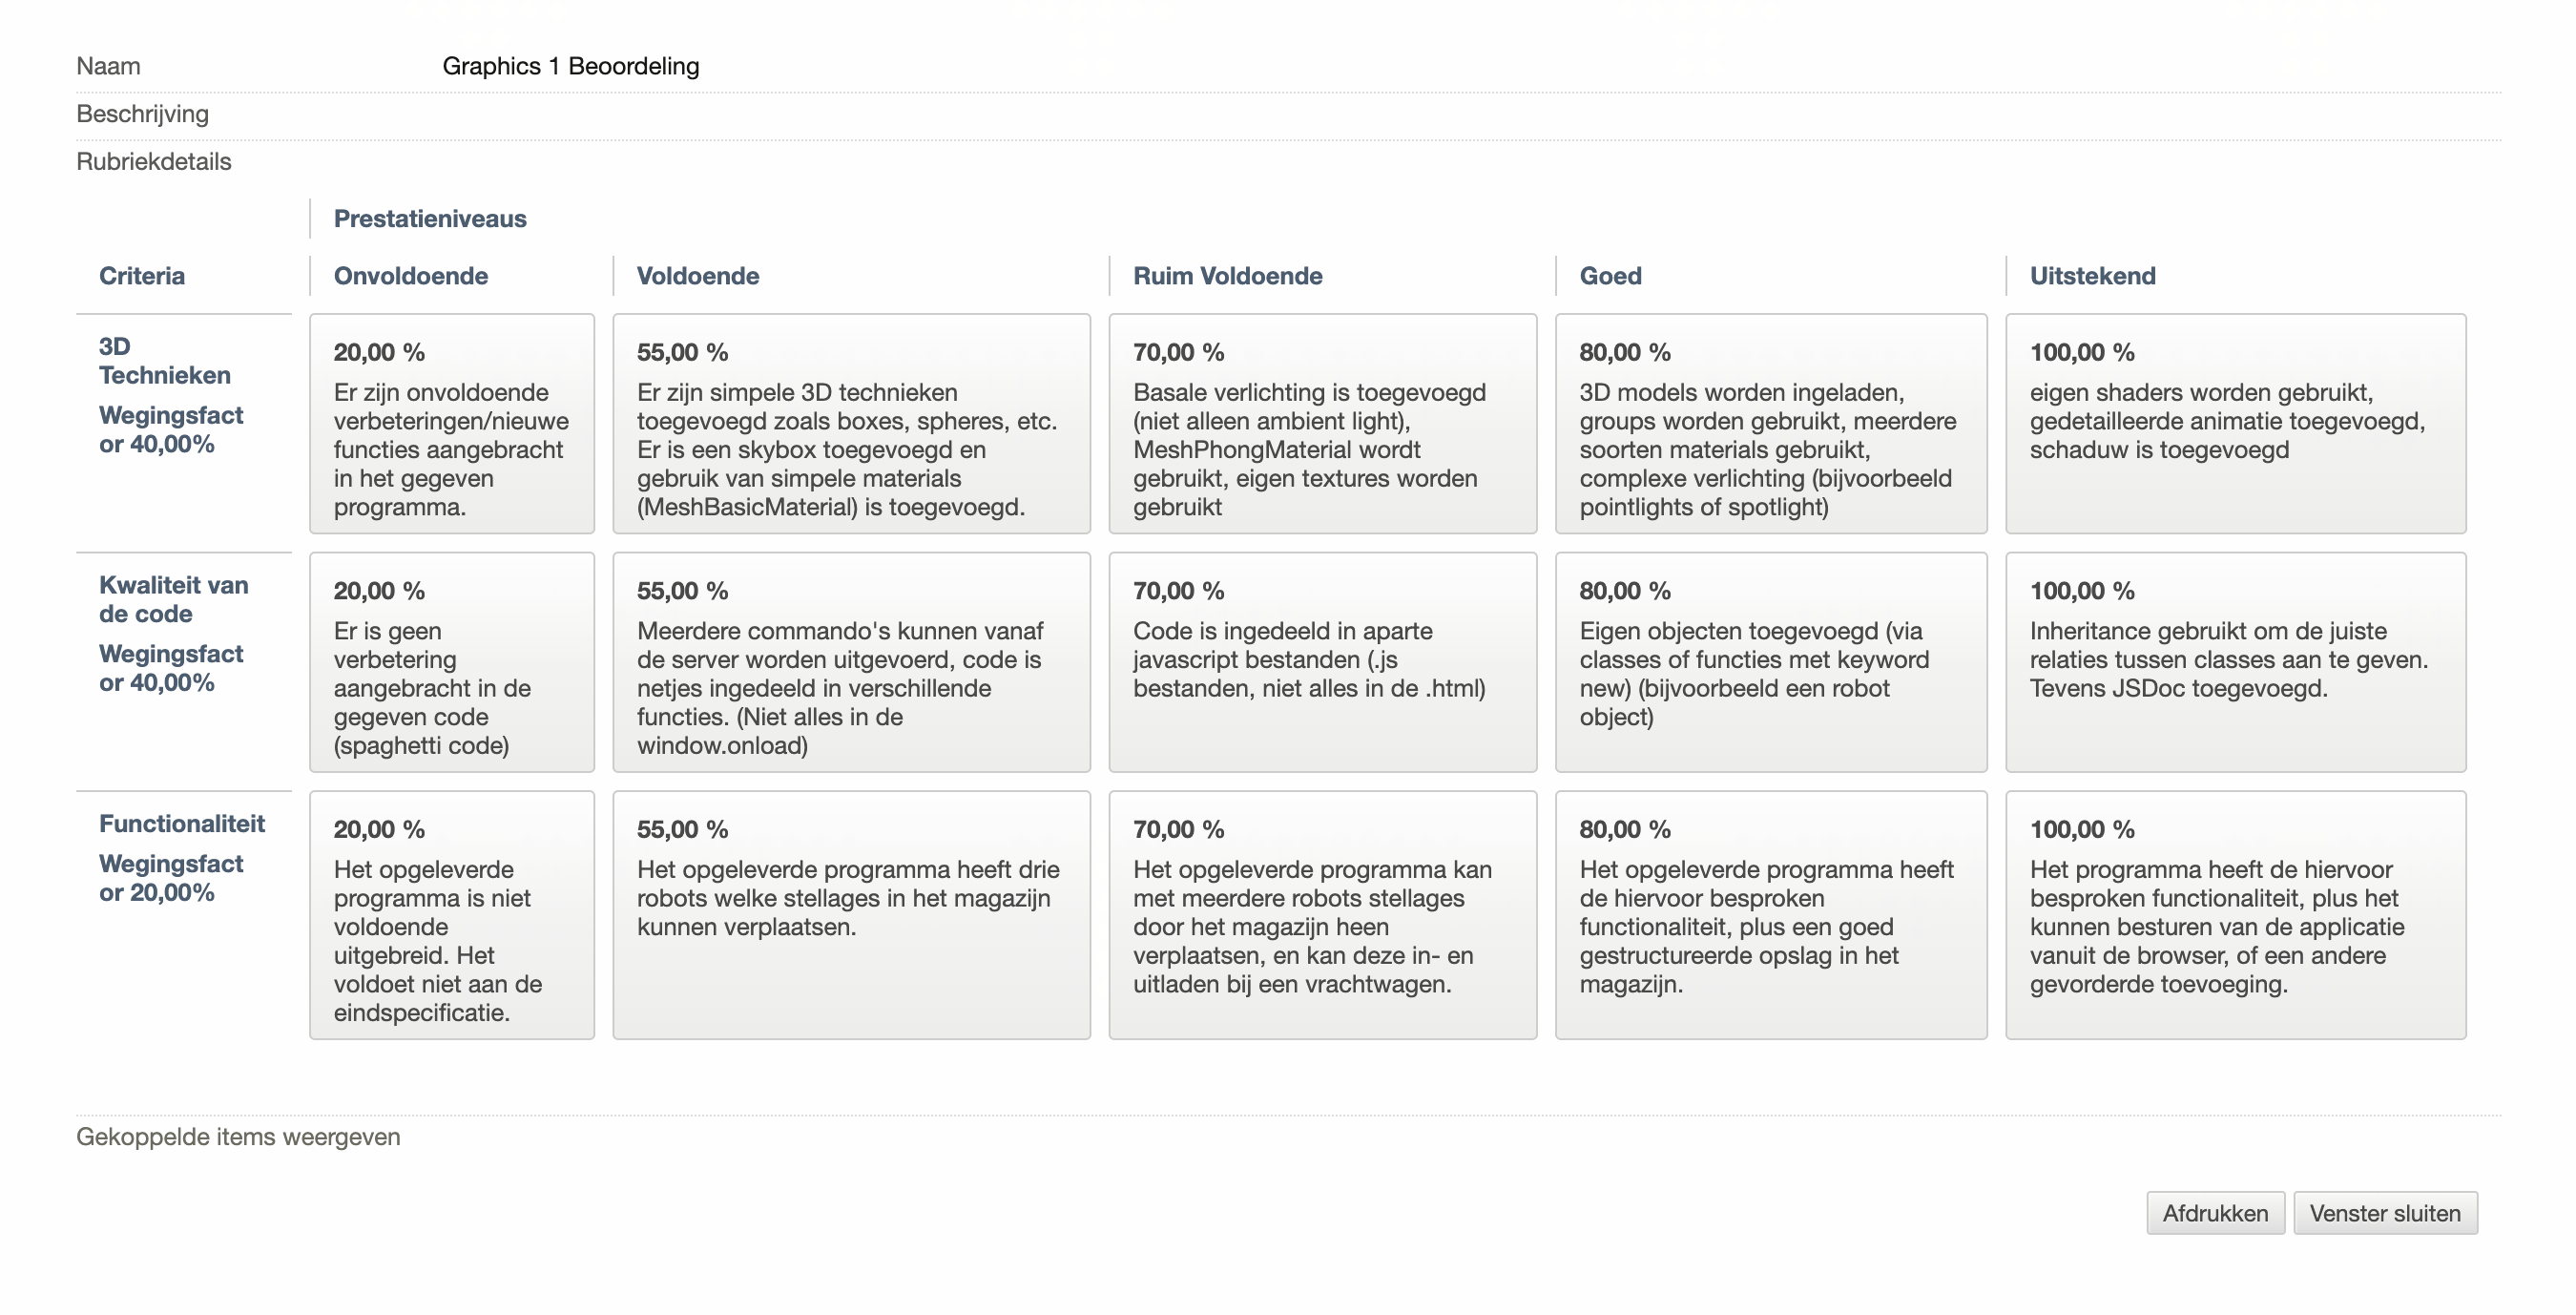 Naam Graphics 1 Beoordeling
Beschrijving
Rubriekdetails
Prestatieniveaus
Criteria Onvoldoende Voldoende Ruim Voldoende Goed Uitstekend
3D
Technieken
Wegingsfact
or 40,00%
20,00 %
Er zijn onvoldoende
verbeteringen/nieuwe
functies aangebracht
in het gegeven
programma.
55,00 %
Er zijn simpele 3D technieken
toegevoegd zoals boxes, spheres, etc.
Er is een skybox toegevoegd en
gebruik van simpele materials
(MeshBasicMaterial) is toegevoegd.
70,00 %
Basale verlichting is toegevoegd
(niet alleen ambient light),
MeshPhongMaterial wordt
gebruikt, eigen textures worden
gebruikt
80,00 %
3D models worden ingeladen,
groups worden gebruikt, meerdere
soorten materials gebruikt,
complexe verlichting (bijvoorbeeld
pointlights of spotlight)
100,00 %
eigen shaders worden gebruikt,
gedetailleerde animatie toegevoegd,
schaduw is toegevoegd
Kwaliteit van
de code
Wegingsfact
or 40,00%
20,00 %
Er is geen
verbetering
aangebracht in de
gegeven code
(spaghetti code)
55,00 %
Meerdere commando's kunnen vanaf
de server worden uitgevoerd, code is
netjes ingedeeld in verschillende
functies. (Niet alles in de
window.onload)
70,00 %
Code is ingedeeld in aparte
javascript bestanden (.js
bestanden, niet alles in de .html)
80,00 %
Eigen objecten toegevoegd (via
classes of functies met keyword
new) (bijvoorbeeld een robot
object)
100,00 %
Inheritance gebruikt om de juiste
relaties tussen classes aan te geven.
Tevens JSDoc toegevoegd.
Functionaliteit
Wegingsfact
or 20,00%
20,00 %
Het opgeleverde
programma is niet
voldoende
uitgebreid. Het
voldoet niet aan de
eindspecificatie.
55,00 %
Het opgeleverde programma heeft drie
robots welke stellages in het magazijn
kunnen verplaatsen.
70,00 %
Het opgeleverde programma kan
met meerdere robots stellages
door het magazijn heen
verplaatsen, en kan deze in- en
uitladen bij een vrachtwagen.
80,00 %
Het opgeleverde programma heeft
de hiervoor besproken
functionaliteit, plus een goed
gestructureerde opslag in het
magazijn.
100,00 %
Het programma heeft de hiervoor
besproken functionaliteit, plus het
kunnen besturen van de applicatie
vanuit de browser, of een andere
gevorderde toevoeging.
Gekoppelde items weergeven
Afdrukken Venster sluiten